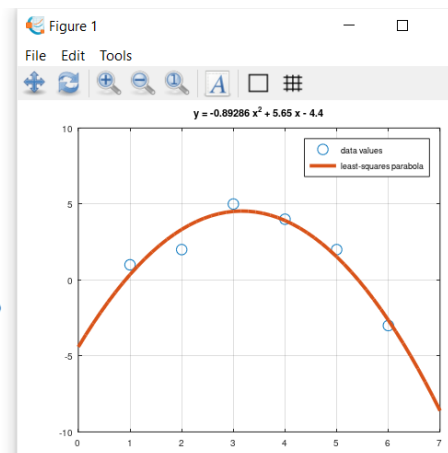 Figure 1
File Edit Tools
A
y = -0.89286 x² + 5.65 x - 4.4
10
data values
least-squares parabola
5
0
-5
-10
0 1 2 3 4 5 6 7